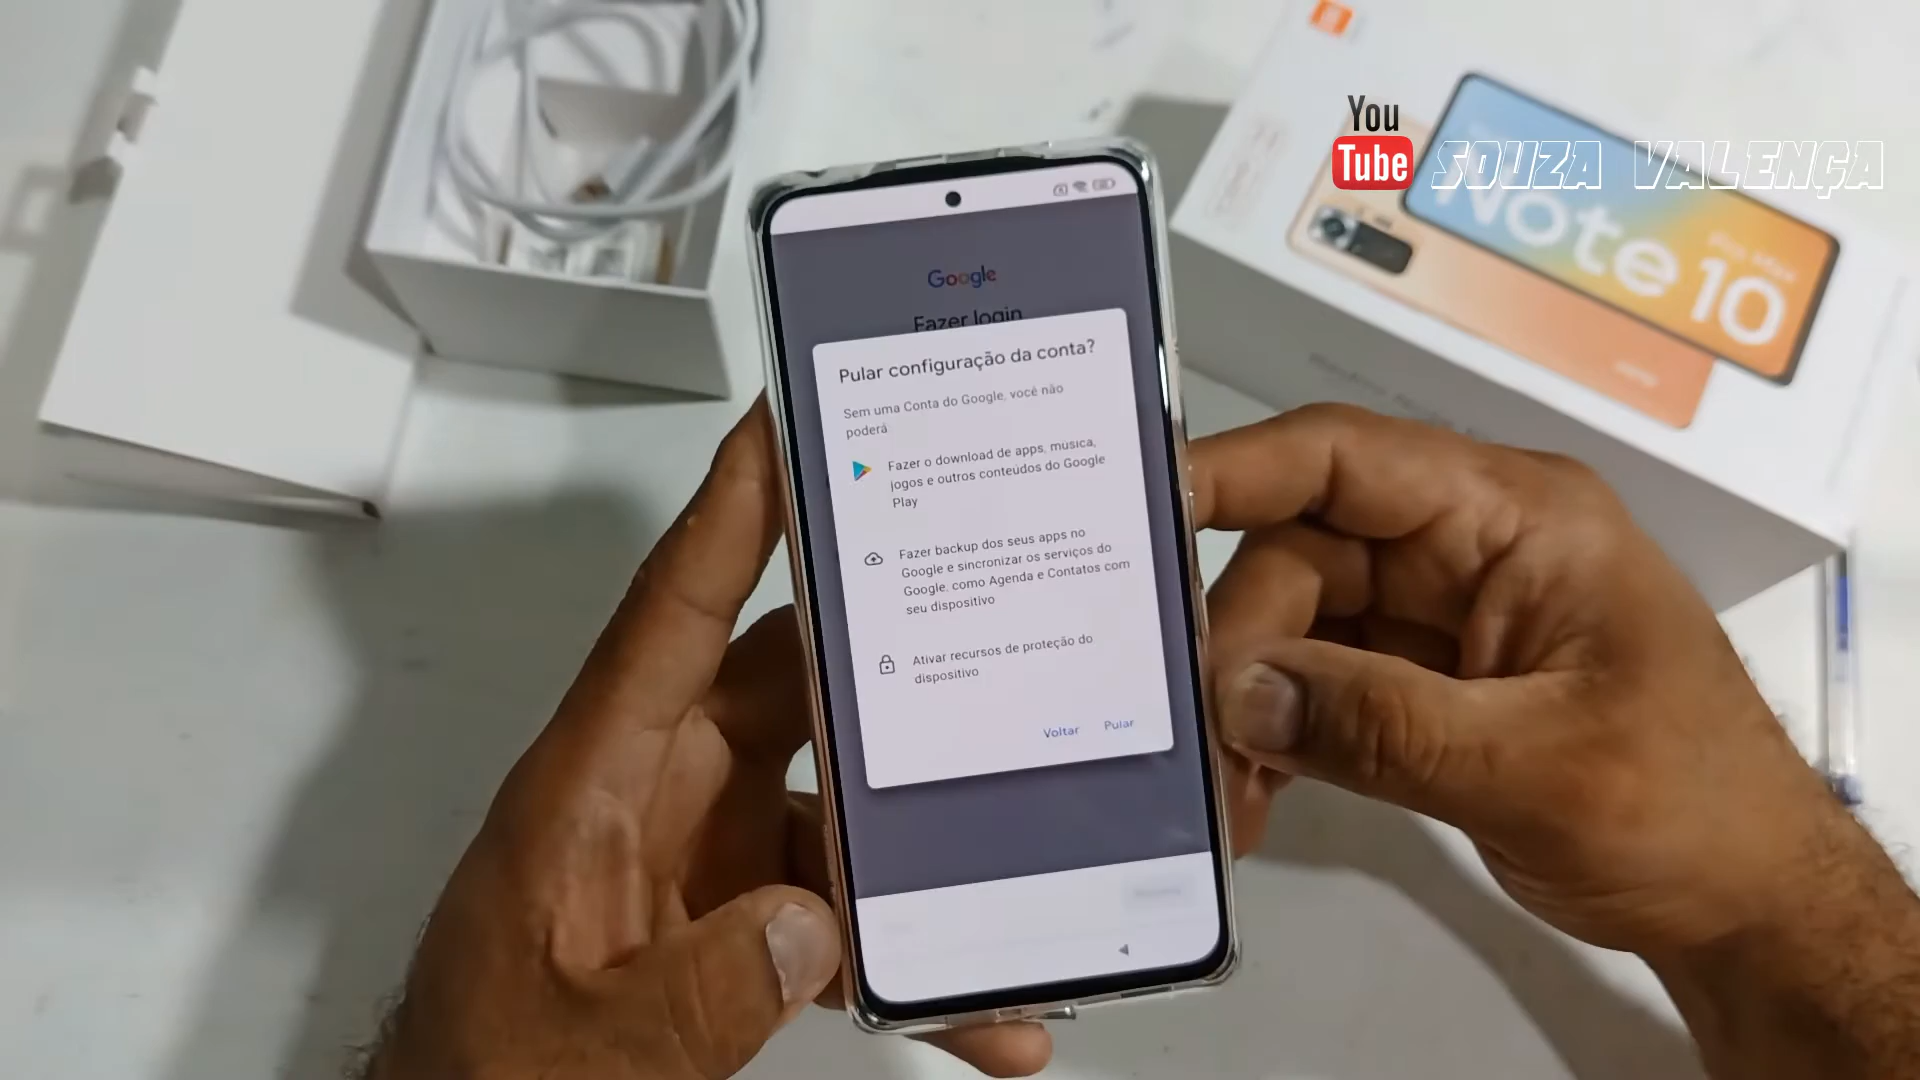 You
Tube
SOUZA VALENÇA
Note 10
Pro Max
Google
Fazer login
Pular configuração da conta?
Sem uma Conta do Google, você não
poderá
Fazer o download de apps, música,
jogos e outros conteúdos do Google
Play
Fazer backup dos seus apps no
Google e sincronizar os serviços do
Google, como Agenda e Contatos com
seu dispositivo
Ativar recursos de proteção do
dispositivo
Voltar
Pular